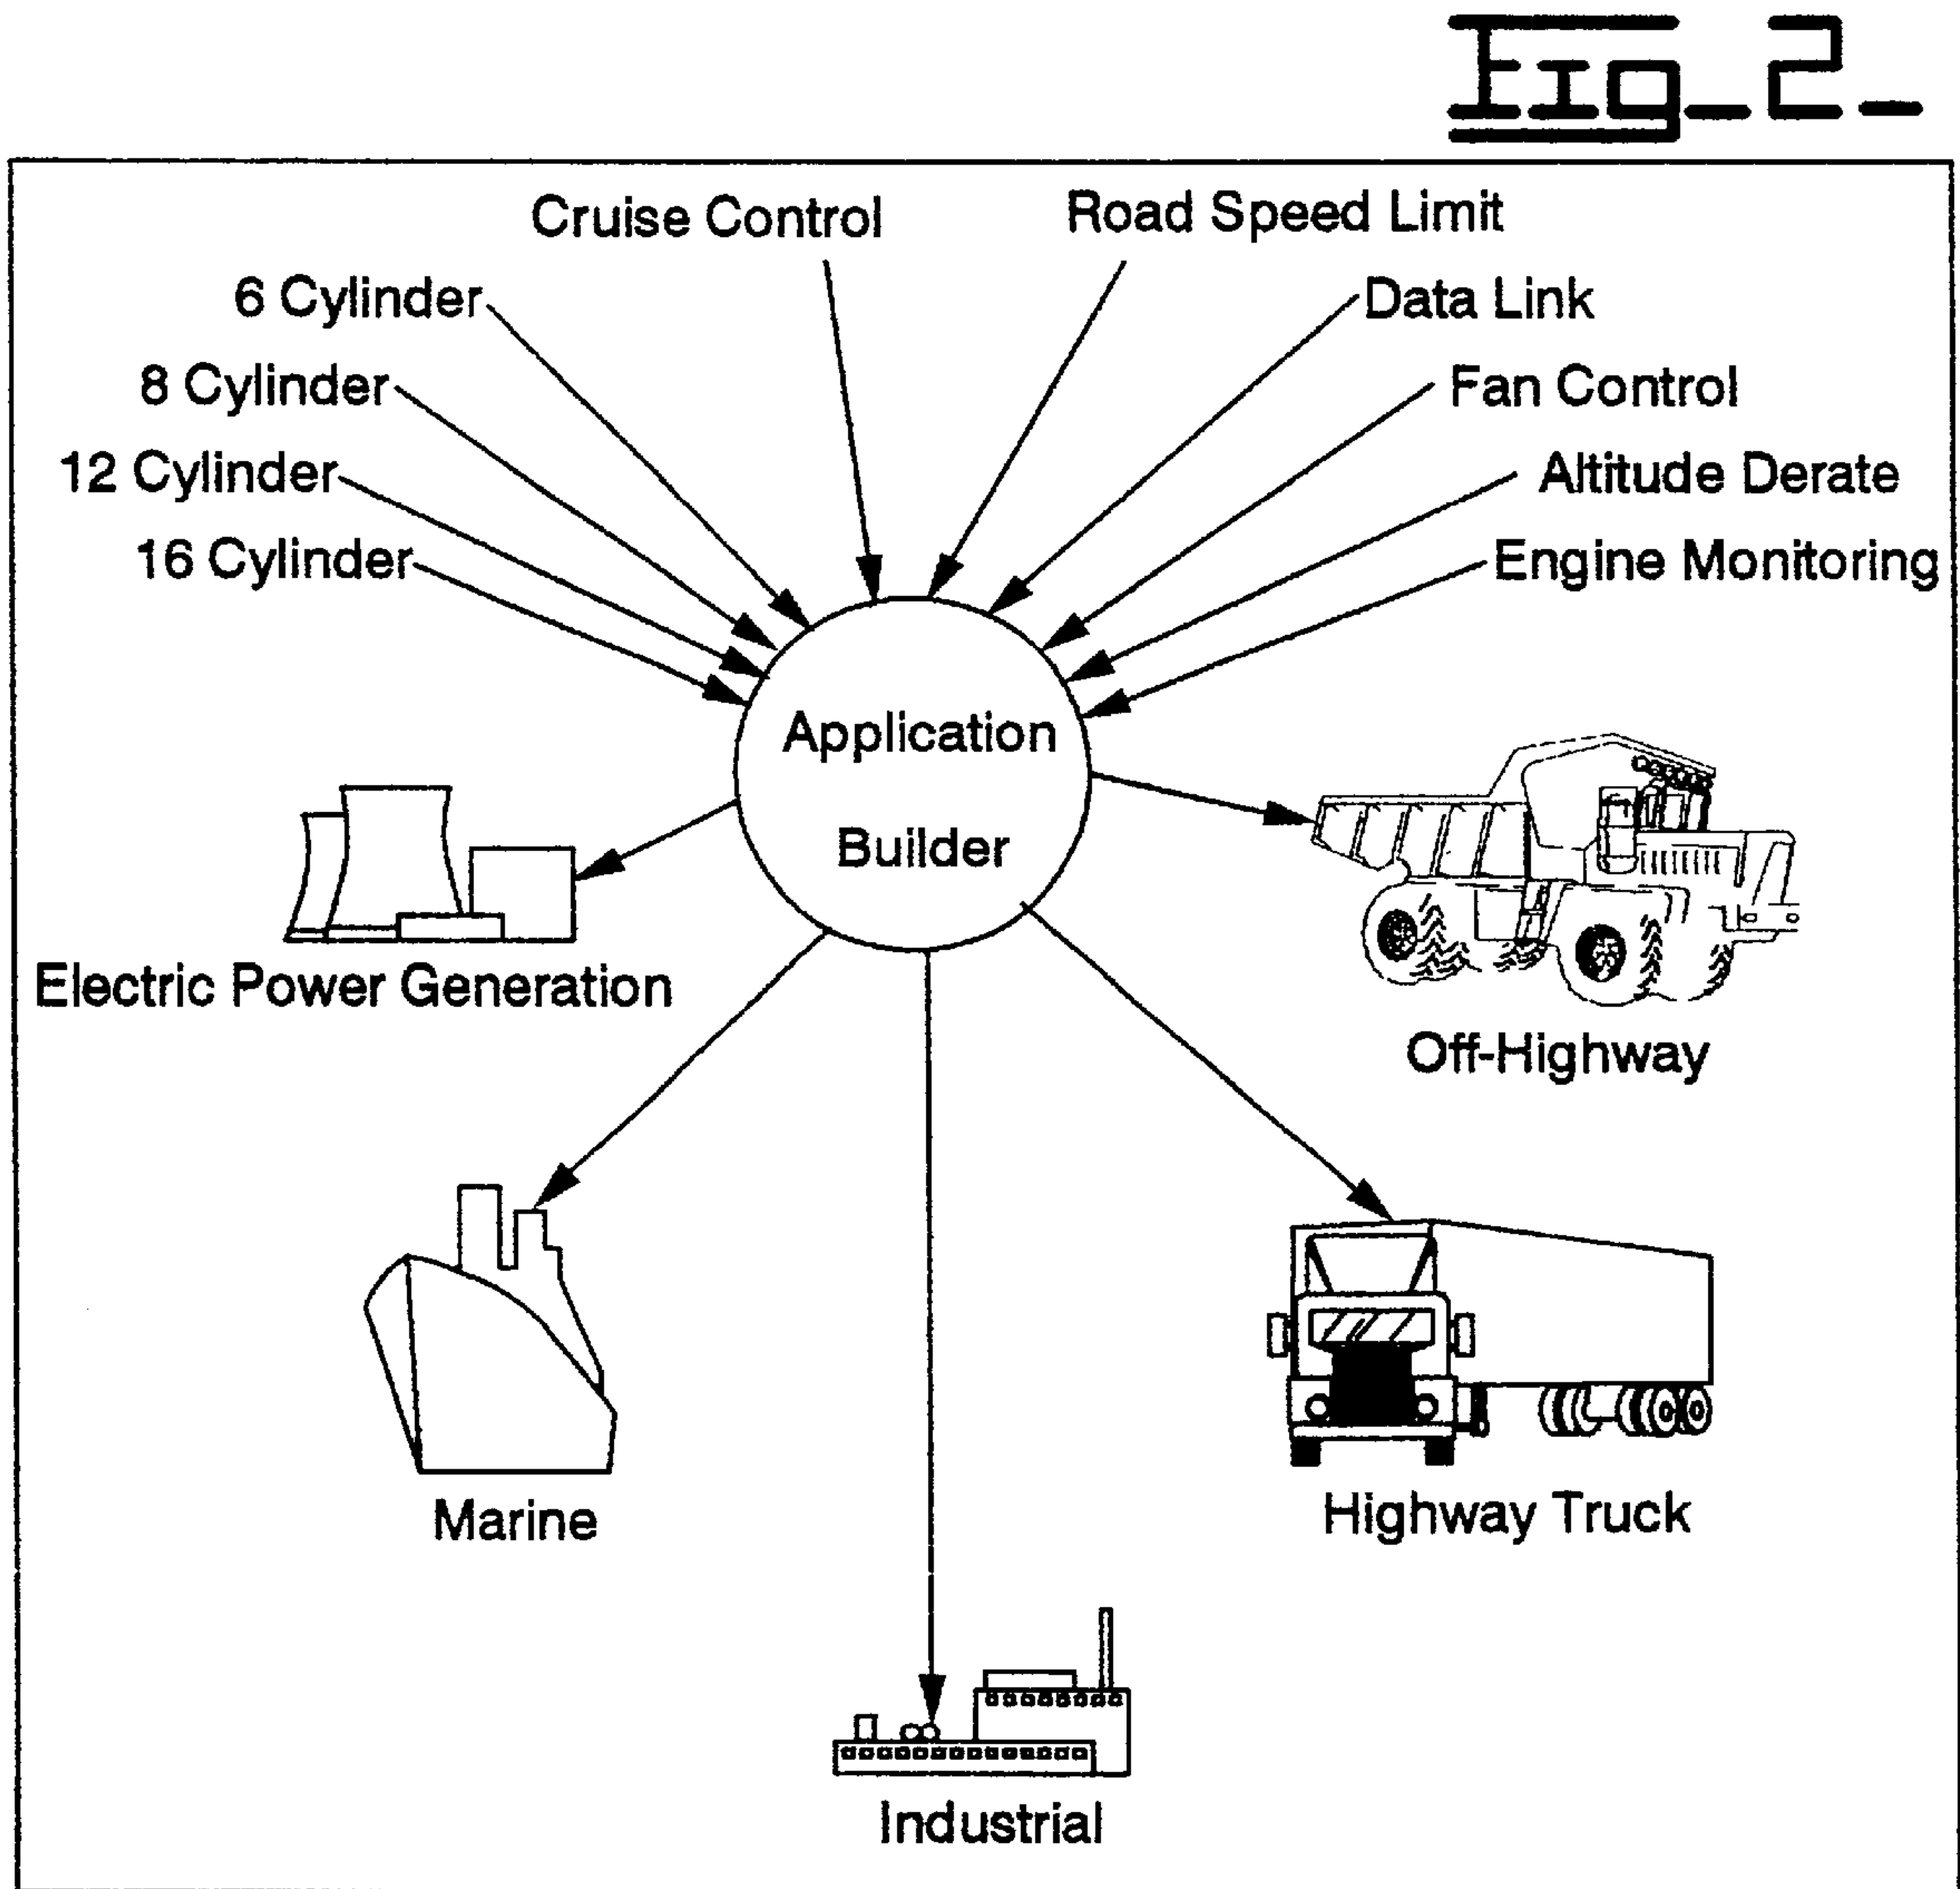 Fig_2_
Cruise Control
Road Speed Limit
6 Cylinder
Data Link
8 Cylinder
Fan Control
12 Cylinder
Altitude Derate
16 Cylinder
Engine Monitoring
Application
Builder
Electric Power Generation
Off-Highway
Marine
Highway Truck
Industrial